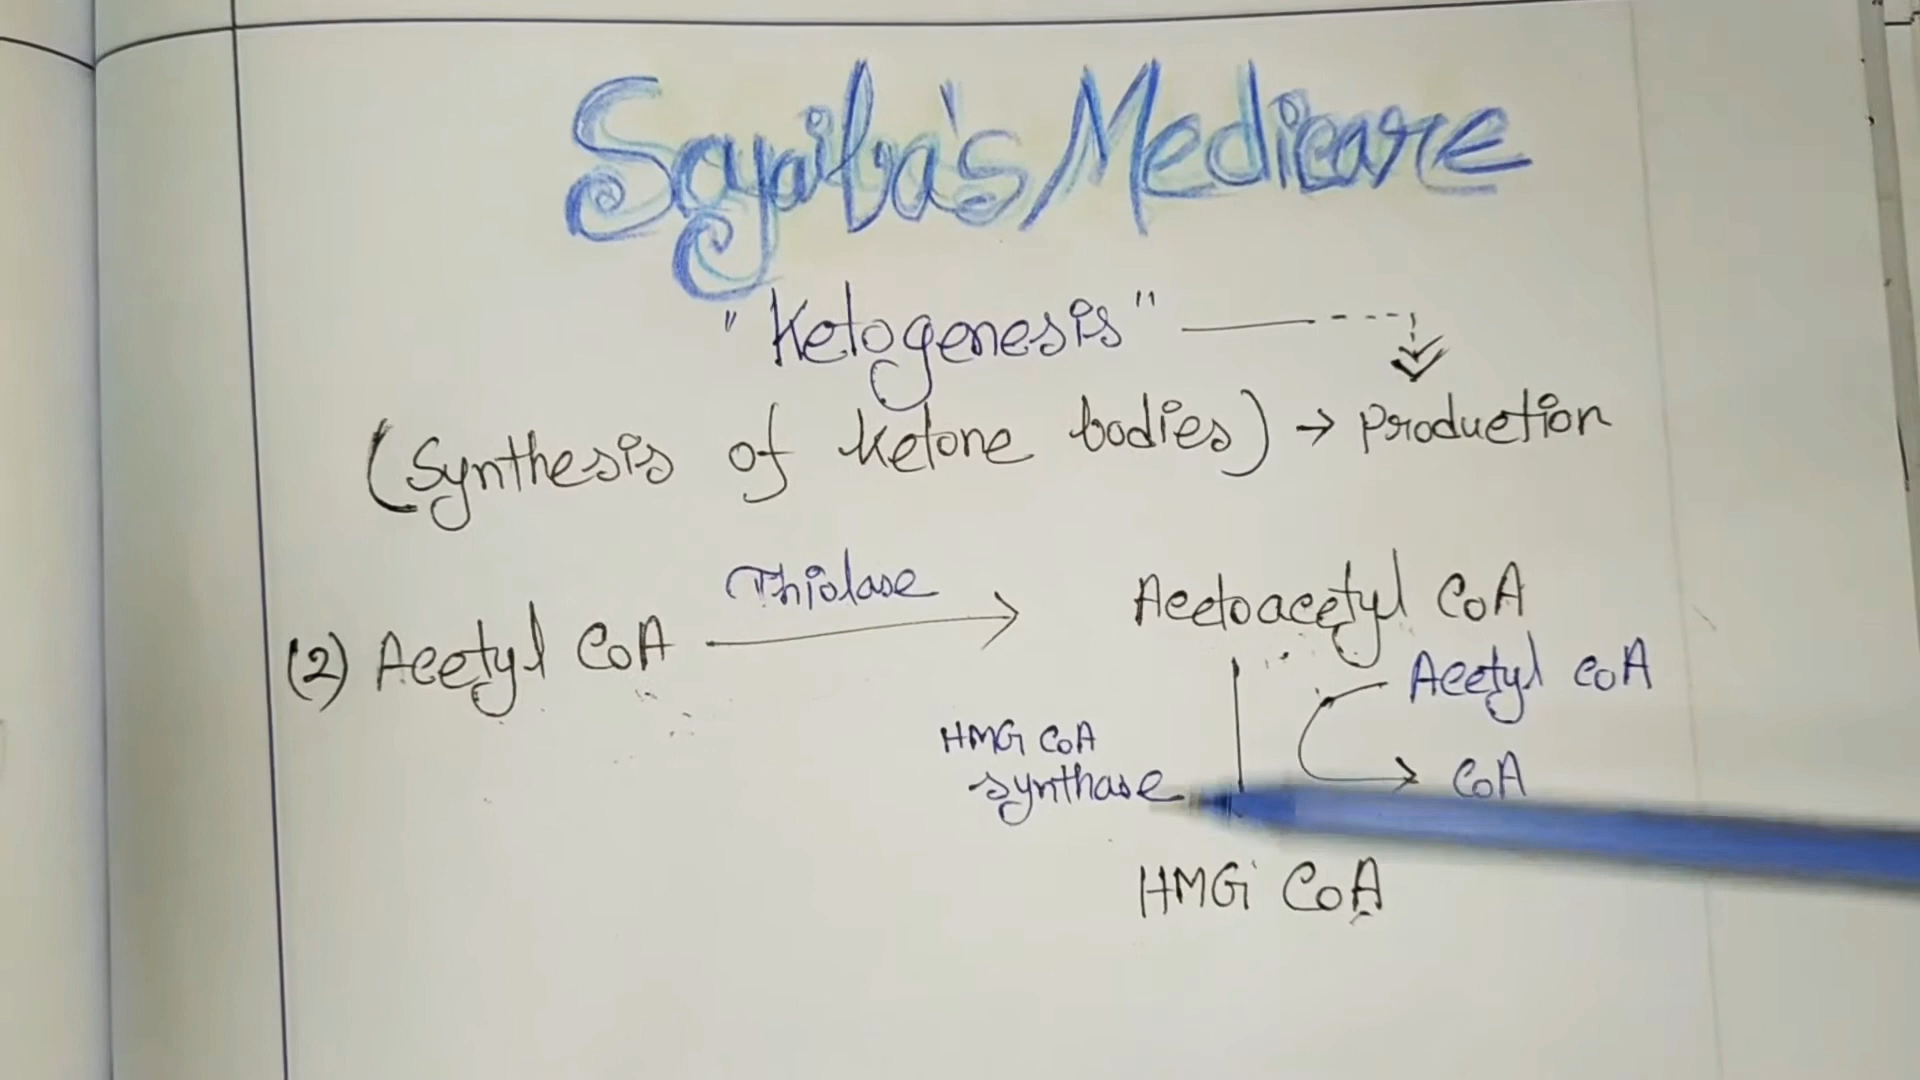 Sayaiba's Medicare
"Ketogenesis"
(Synthesis of ketone bodies) → Production
Thiolase
(2) Acetyl CoA → Acetoacetyl CoA
Acetyl CoA
HMG CoA
synthase
CoA
HMG CoA